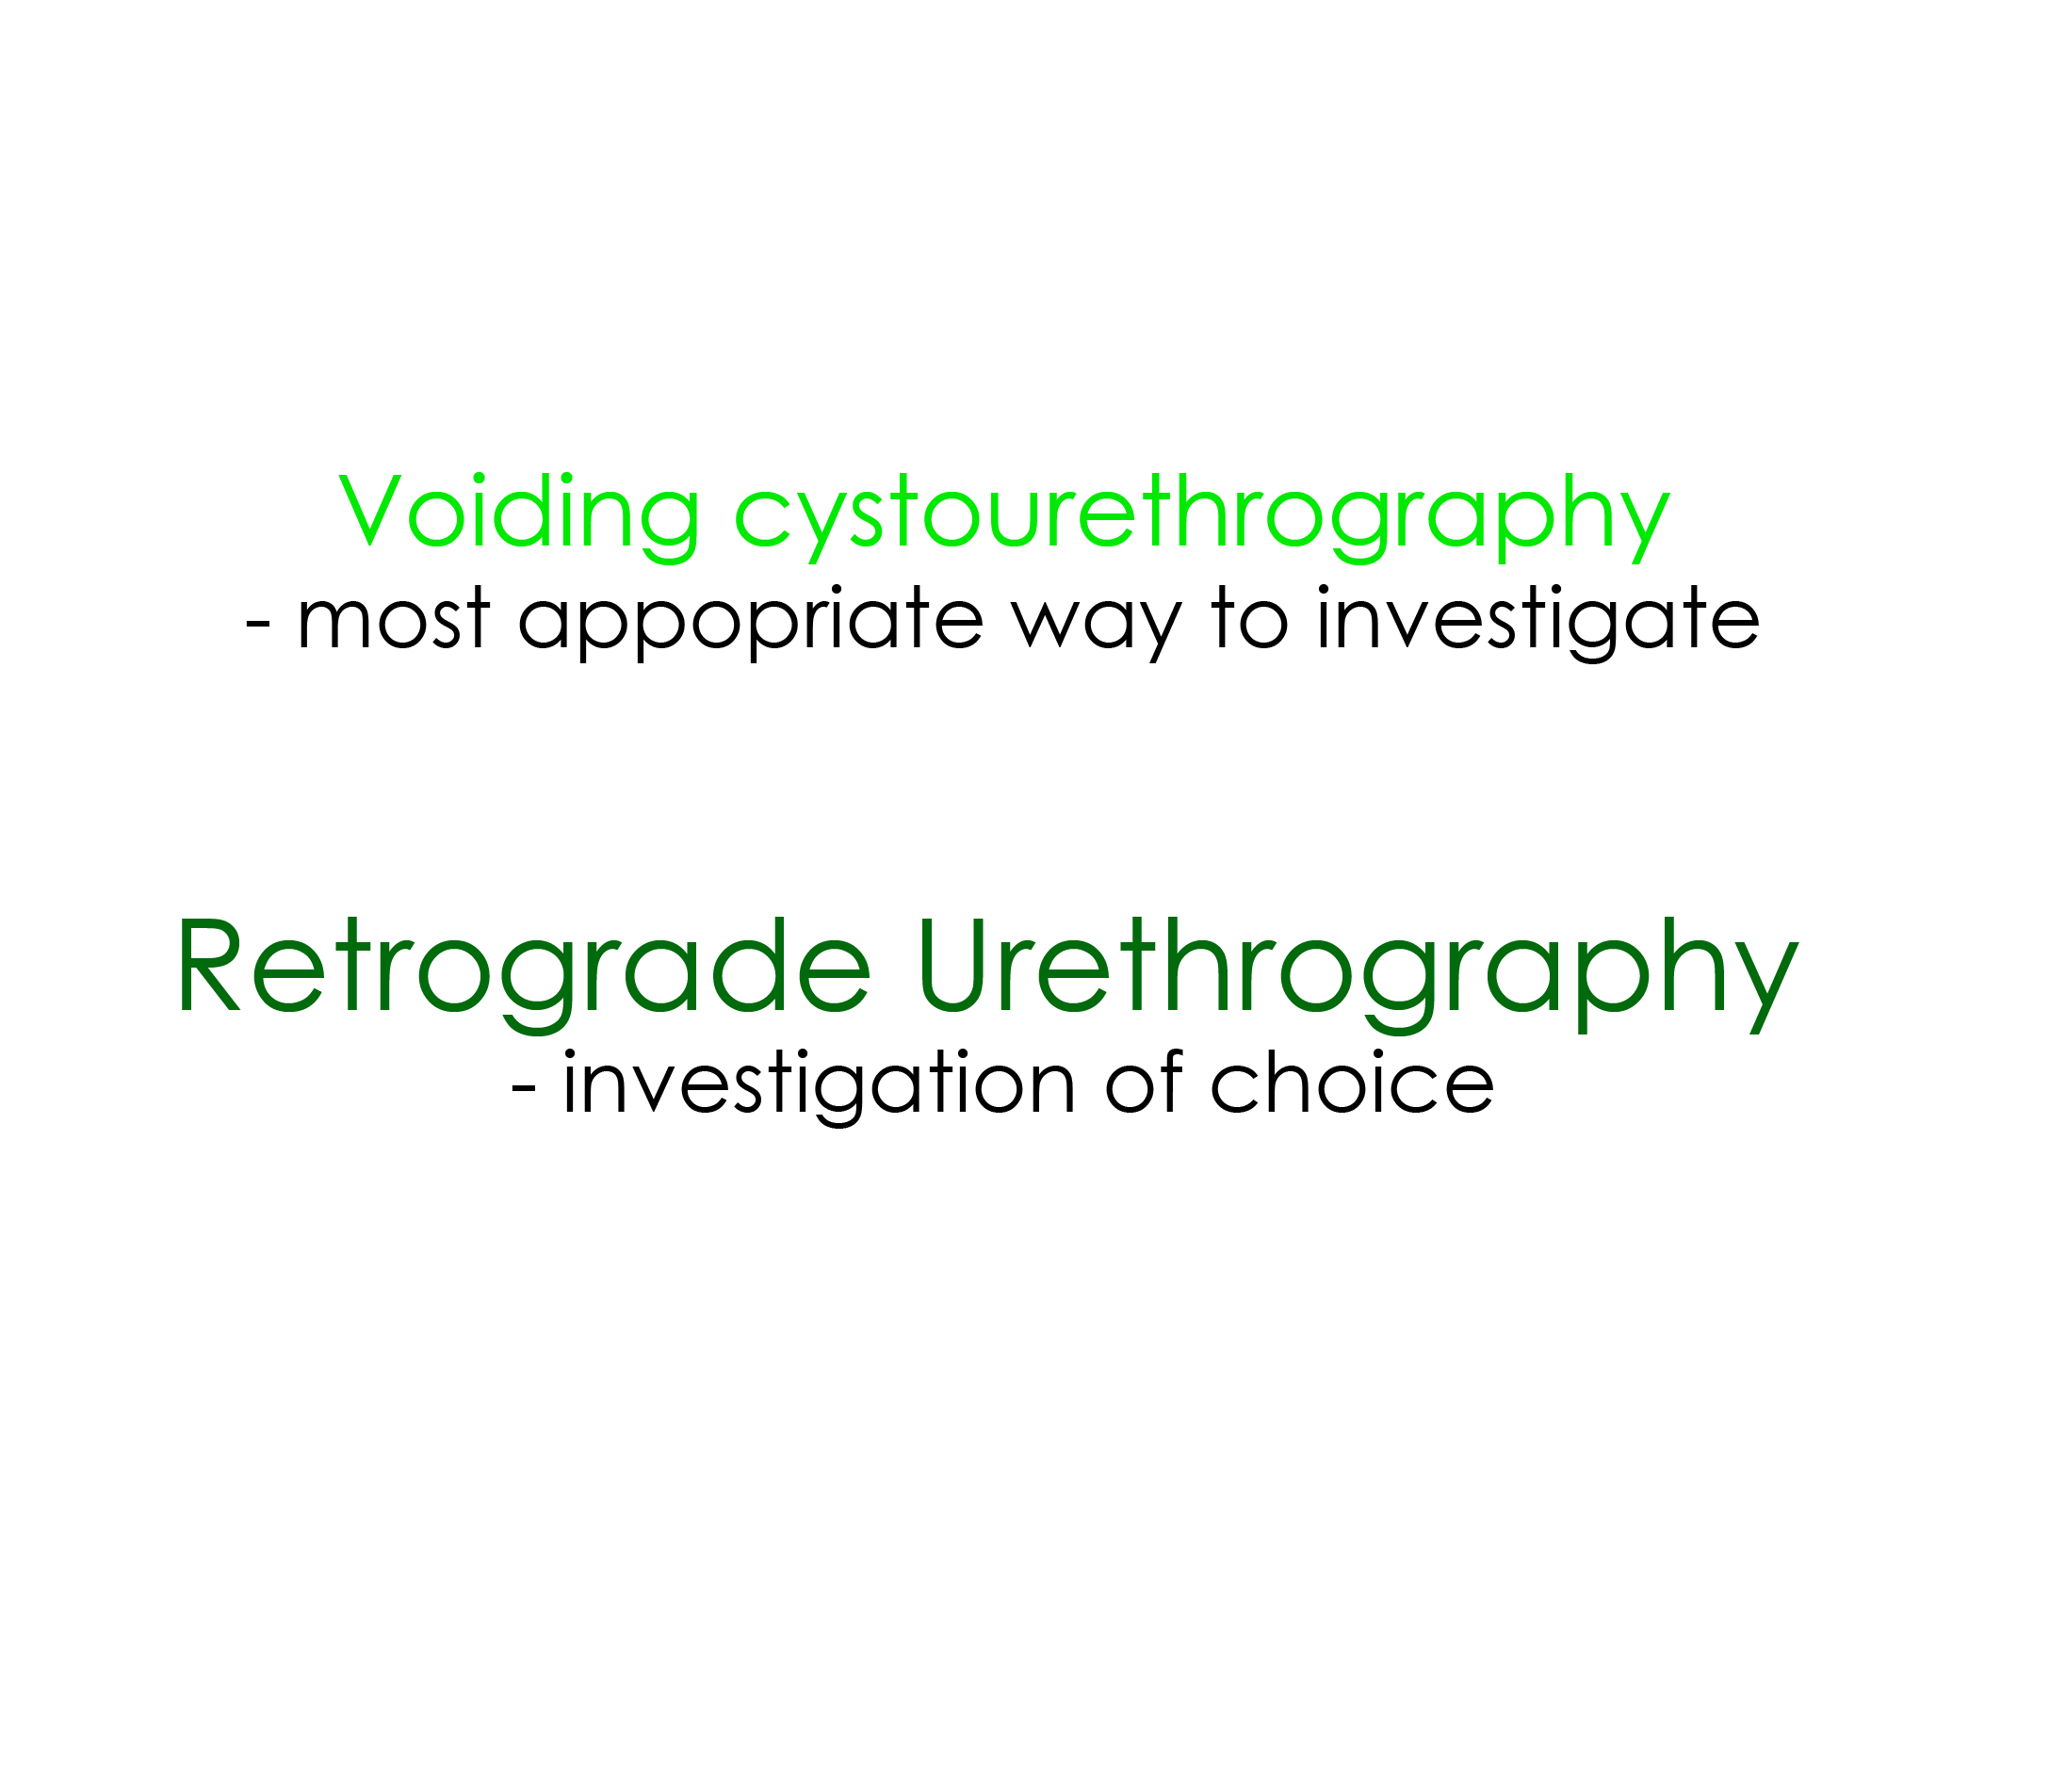 Voiding cystourethrography
- most appopriate way to investigate
Retrograde Urethrography
- investigation of choice